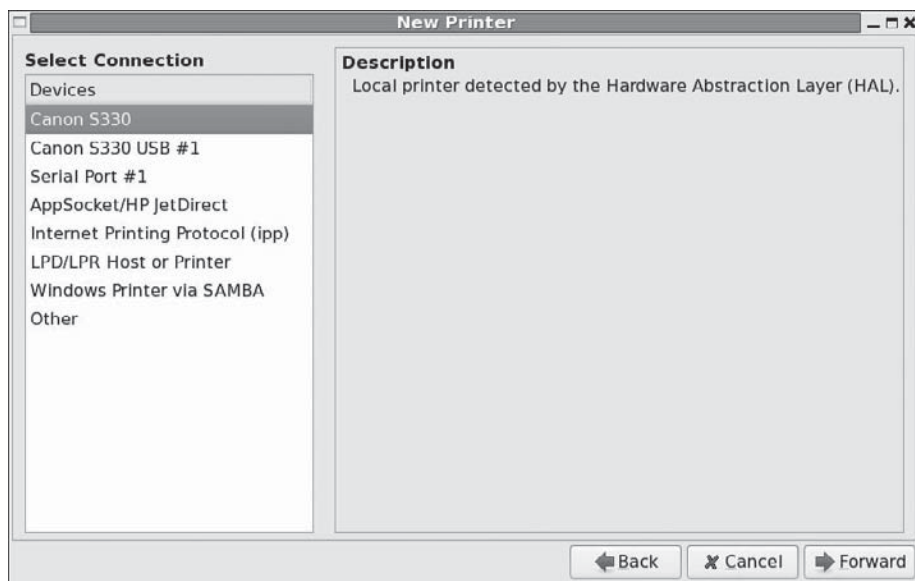 New Printer
Select Connection
Devices
Canon S330
Canon S330 USB #1
Serial Port #1
AppSocket/HP JetDirect
Internet Printing Protocol (ipp)
LPD/LPR Host or Printer
Windows Printer via SAMBA
Other
Description
Local printer detected by the Hardware Abstraction Layer (HAL).
Back
Cancel
Forward